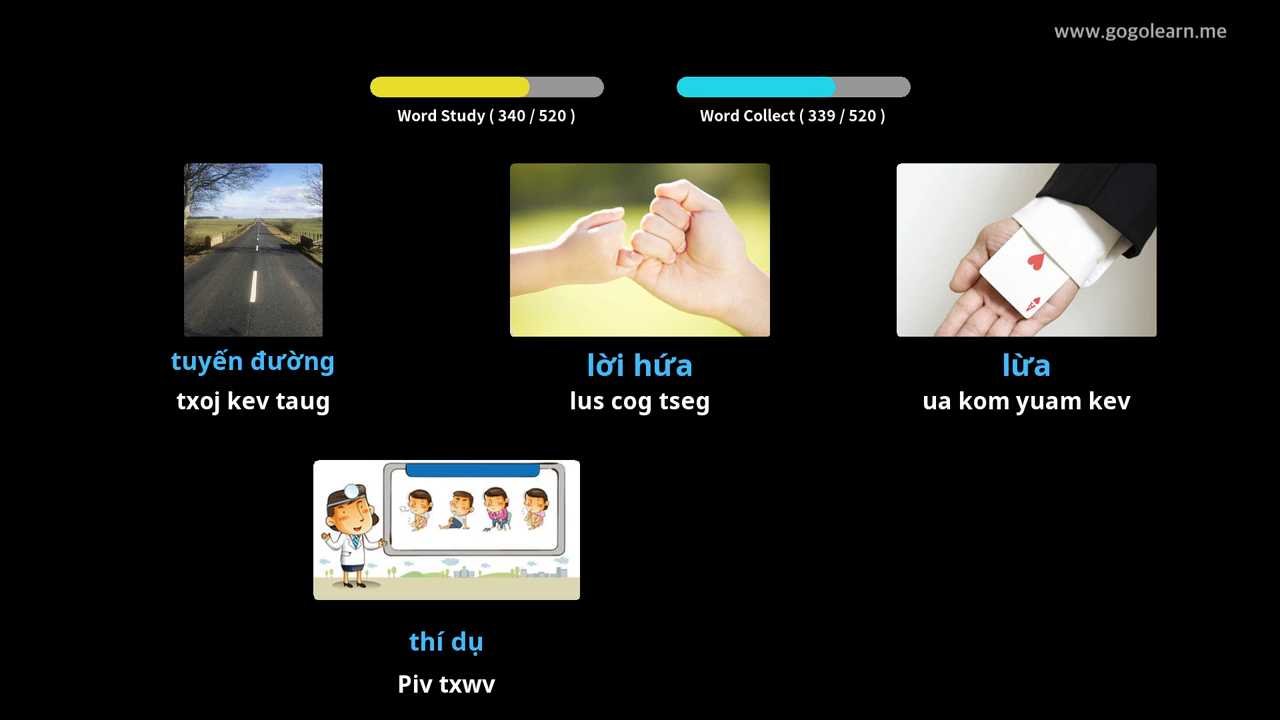 www.gogolearn.me
Word Study ( 340 / 520 )
Word Collect ( 339 / 520 )
tuyến đường
txoj kev taug
lời hứa
lus cog tseg
lừa
ua kom yuam kev
thí dụ
Piv txwv